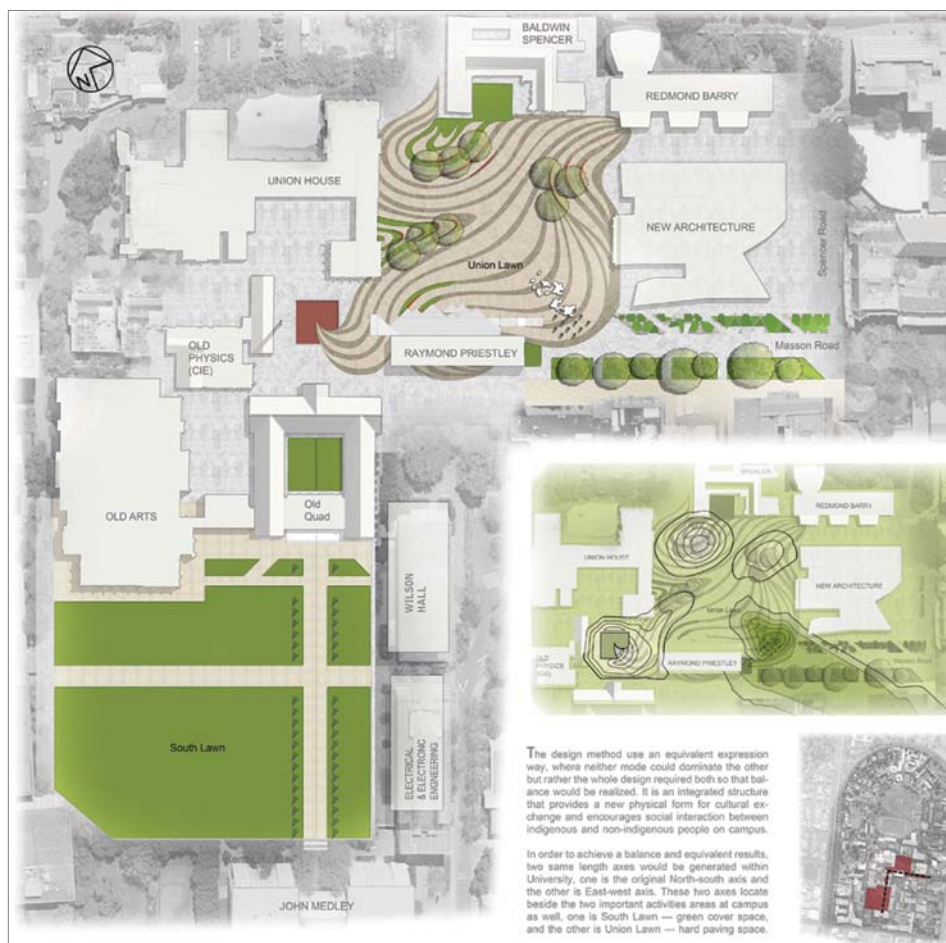 BALDWIN
SPENCER
N
REDMOND BARRY
UNION HOUSE
NEW ARCHITECTURE
Spencer Road
Union Lawn
OLD
PHYSICS
(CIE)
RAYMOND PRIESTLEY
Masson Road
OLD ARTS
Old
Quad
WILSON
HALL
South Lawn
ELECTRICAL
& ELECTRONC
ENGNEERING
JOHN MEDLEY
SPENCER
REDMOND BARRY
UNION HOUSE
NEW ARCHITECTURE
Union Lawn
OLD
PHYSICS
(CIE)
RAYMOND PRIESTLEY
Masson Road
The design method use an equivalent expression
way, where neither mode could dominate the other
but rather the whole design required both so that bal-
ance would be realized. It is an integrated structure
that provides a new physical form for cultural ex-
change and encourages social interaction between
indigenous and non-indigenous people on campus.
In order to achieve a balance and equivalent results,
two same length axes would be generated within
University, one is the original North-south axis and
the other is East-west axis. These two axes locate
beside the two important activities areas at campus
as well, one is South Lawn --- green cover space,
and the other is Union Lawn --- hard paving space.